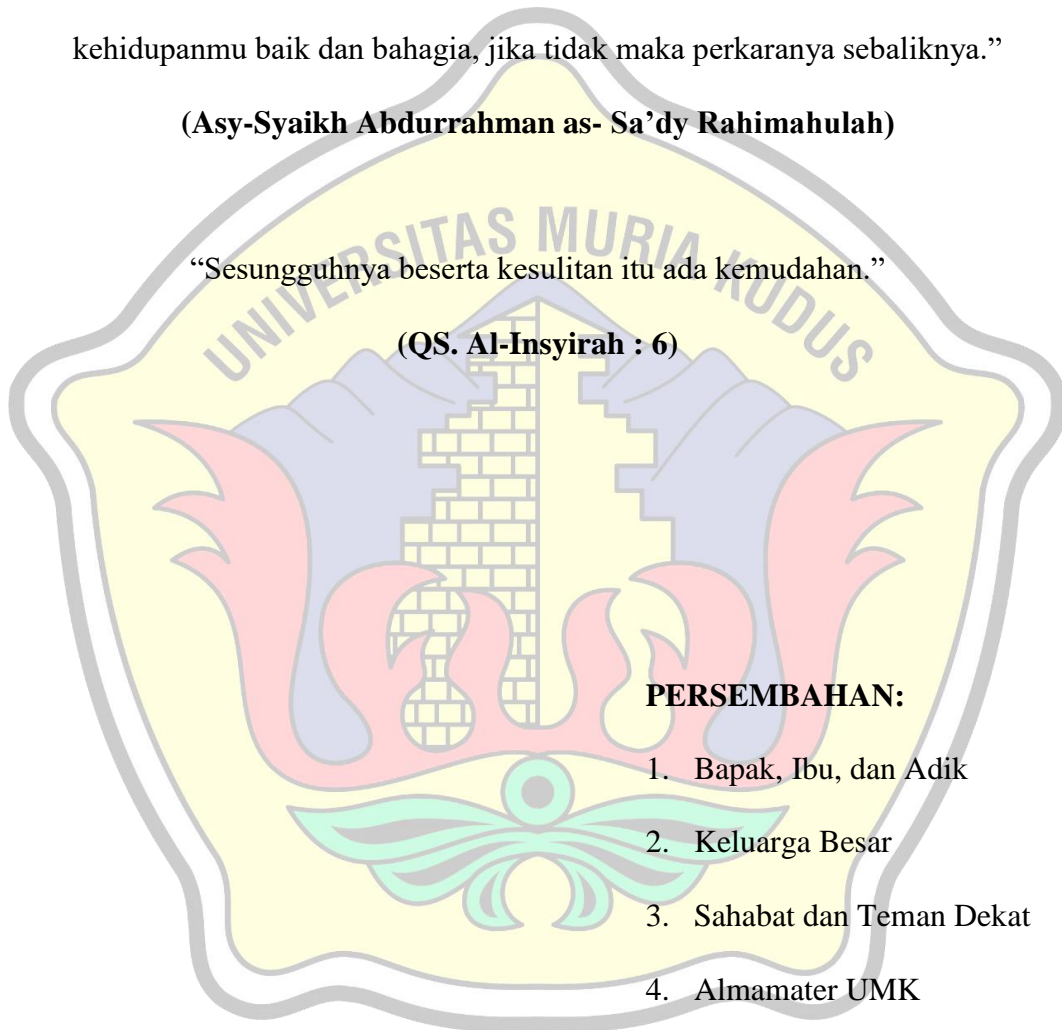 kehidupanmu baik dan bahagia, jika tidak maka perkaranya sebaliknya.”
(Asy-Syaikh Abdurrahman as- Sa’dy Rahimahulah)
UNIVERSITAS MURIA KUDUS
“Sesungguhnya beserta kesulitan itu ada kemudahan.”
(QS. Al-Insyirah : 6)
PERSEMBAHAN:
1. Bapak, Ibu, dan Adik
2. Keluarga Besar
3. Sahabat dan Teman Dekat
4. Almamater UMK